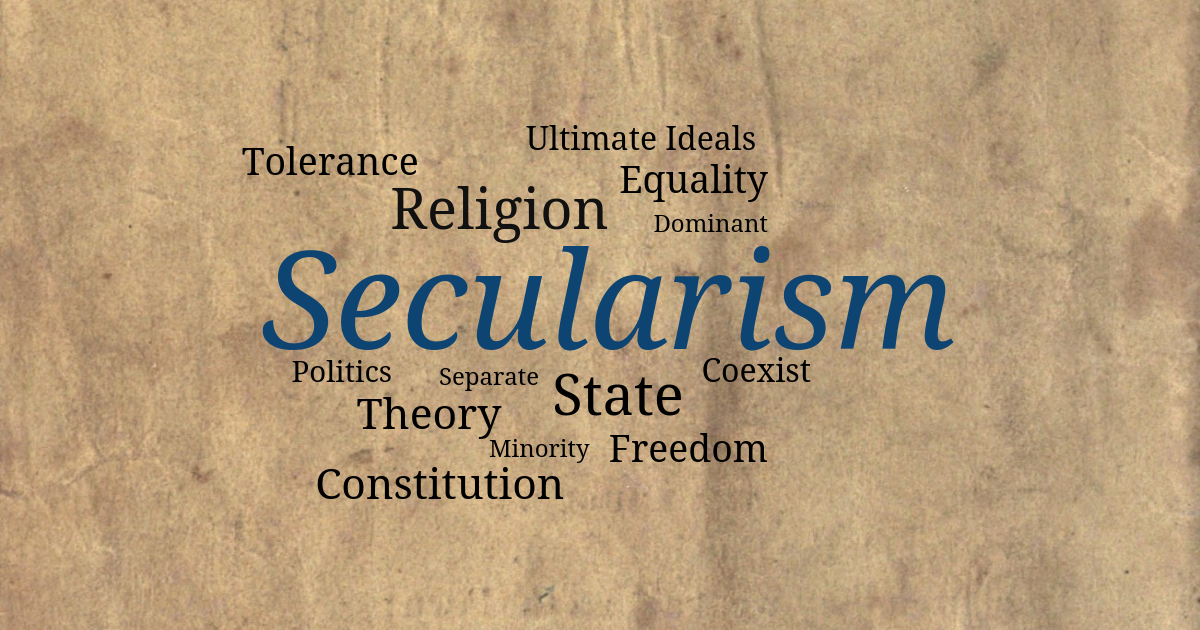 Ultimate Ideals
Tolerance
Equality
Religion
Dominant
Secularism
Politics
Separate
State
Coexist
Theory
Minority
Freedom
Constitution